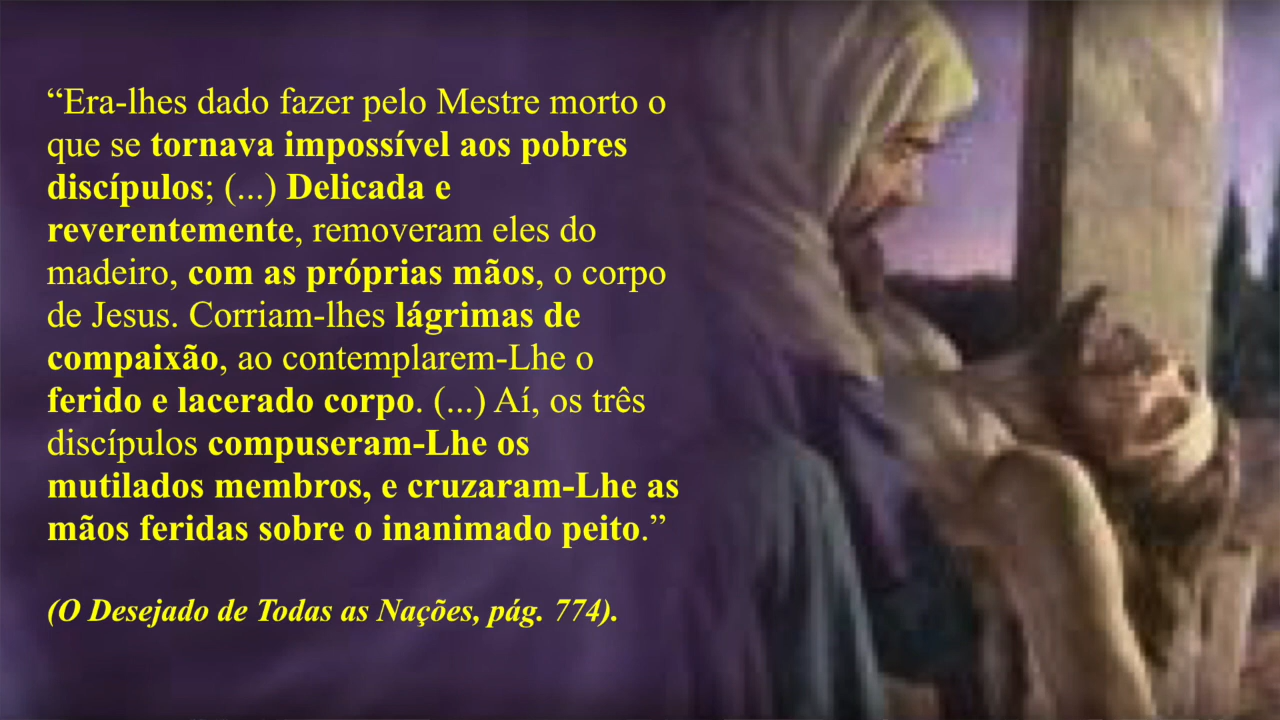 “Era-lhes dado fazer pelo Mestre morto o
que se tornava impossível aos pobres
discípulos; (...) Delicada e
reverentemente, removeram eles do
madeiro, com as próprias mãos, o corpo
de Jesus. Corriam-lhes lágrimas de
compaixão, ao contemplarem-Lhe o
ferido e lacerado corpo. (...) Aí, os três
discípulos compuseram-Lhe os
mutilados membros, e cruzaram-Lhe as
mãos feridas sobre o inanimado peito.”
(O Desejado de Todas as Nações, pág. 774).